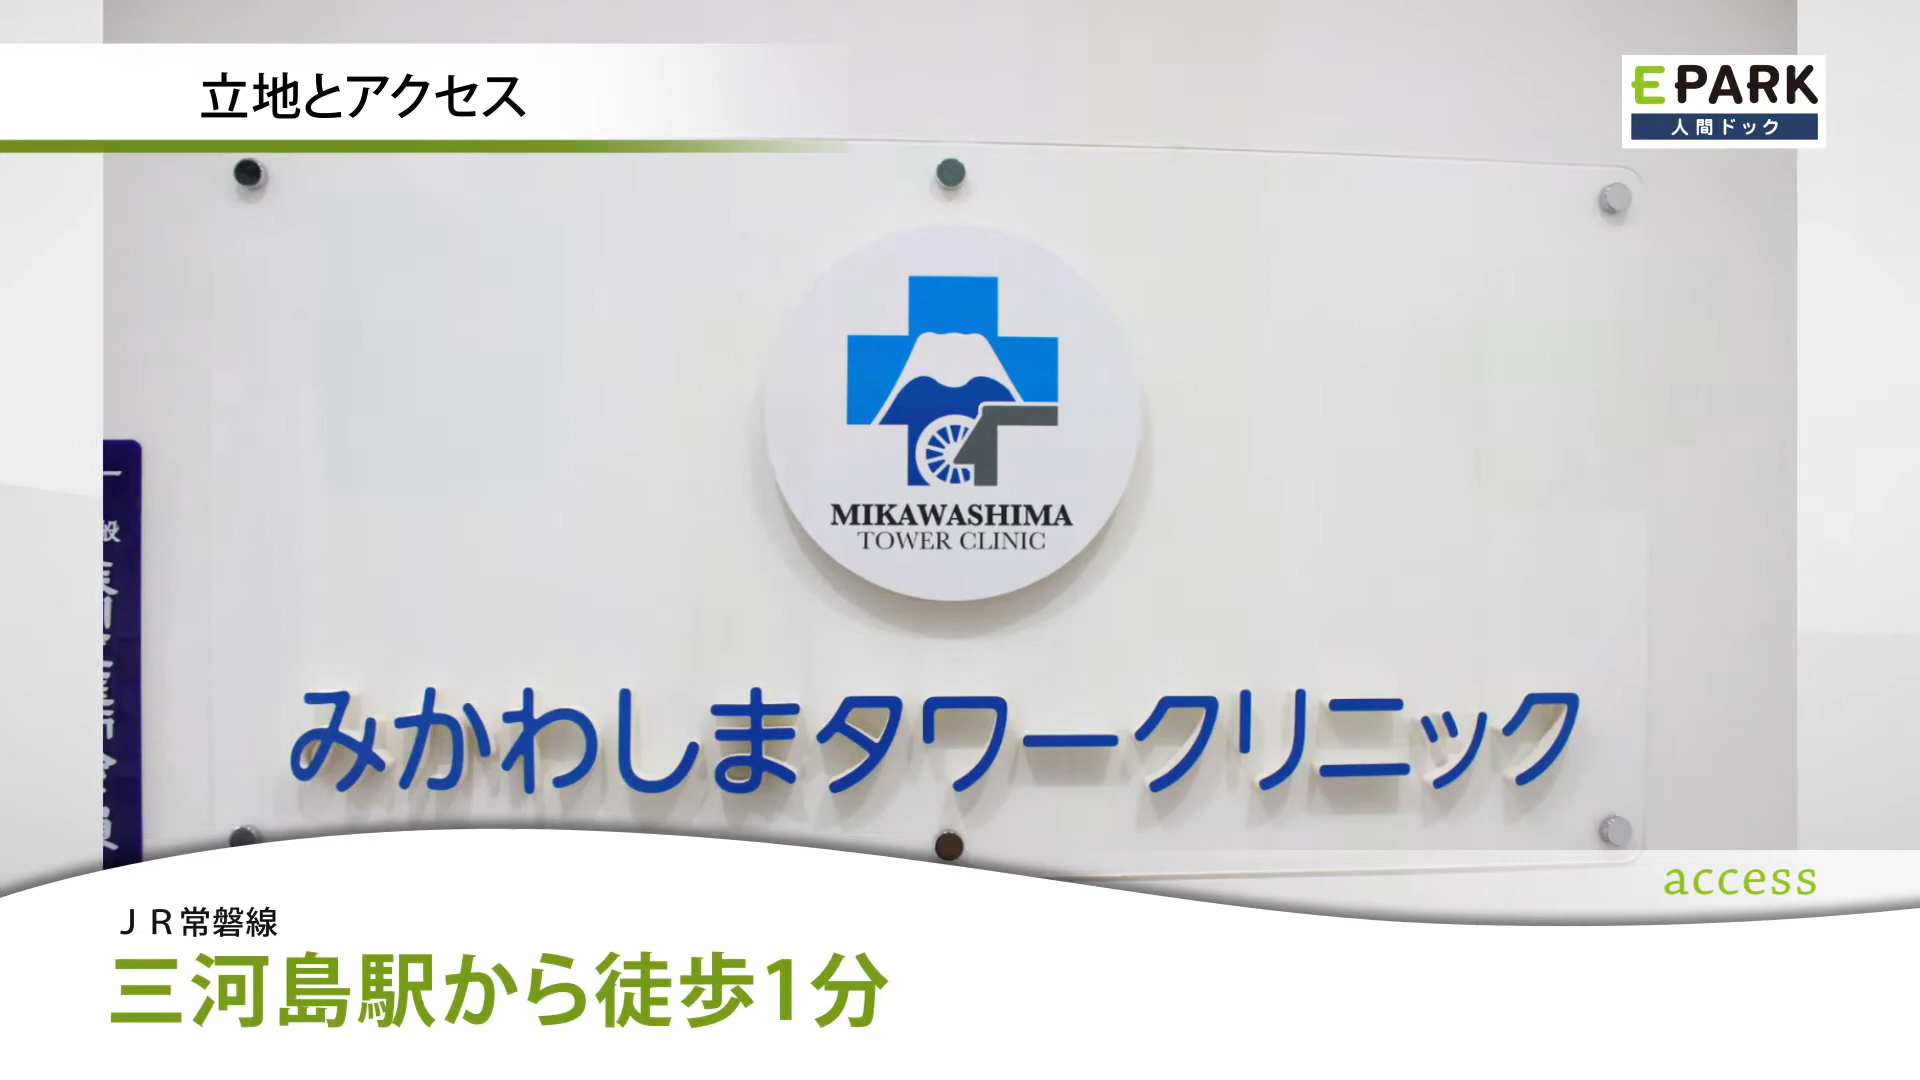 立地とアクセス
EPARK
人間ドック
MIKAWASHIMA
TOWER CLINIC
みかわしまタワークリニック
access
ＪＲ常磐線
三河島駅から徒歩1分